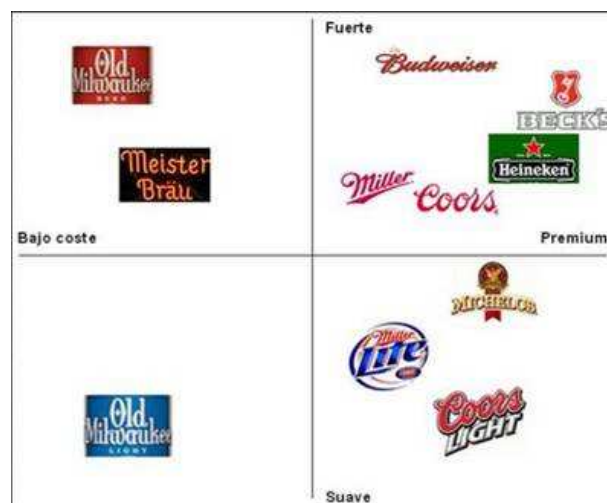 Fuerte
Old
Milwaukee
BEER
Budweiser
BECK'S
Meister
Bräu
Heineken
Miller
Coors
Bajo coste
Premium
MICHELOB
Miller
Lite
Old
Milwaukee
LIGHT
Coors
LIGHT
Suave